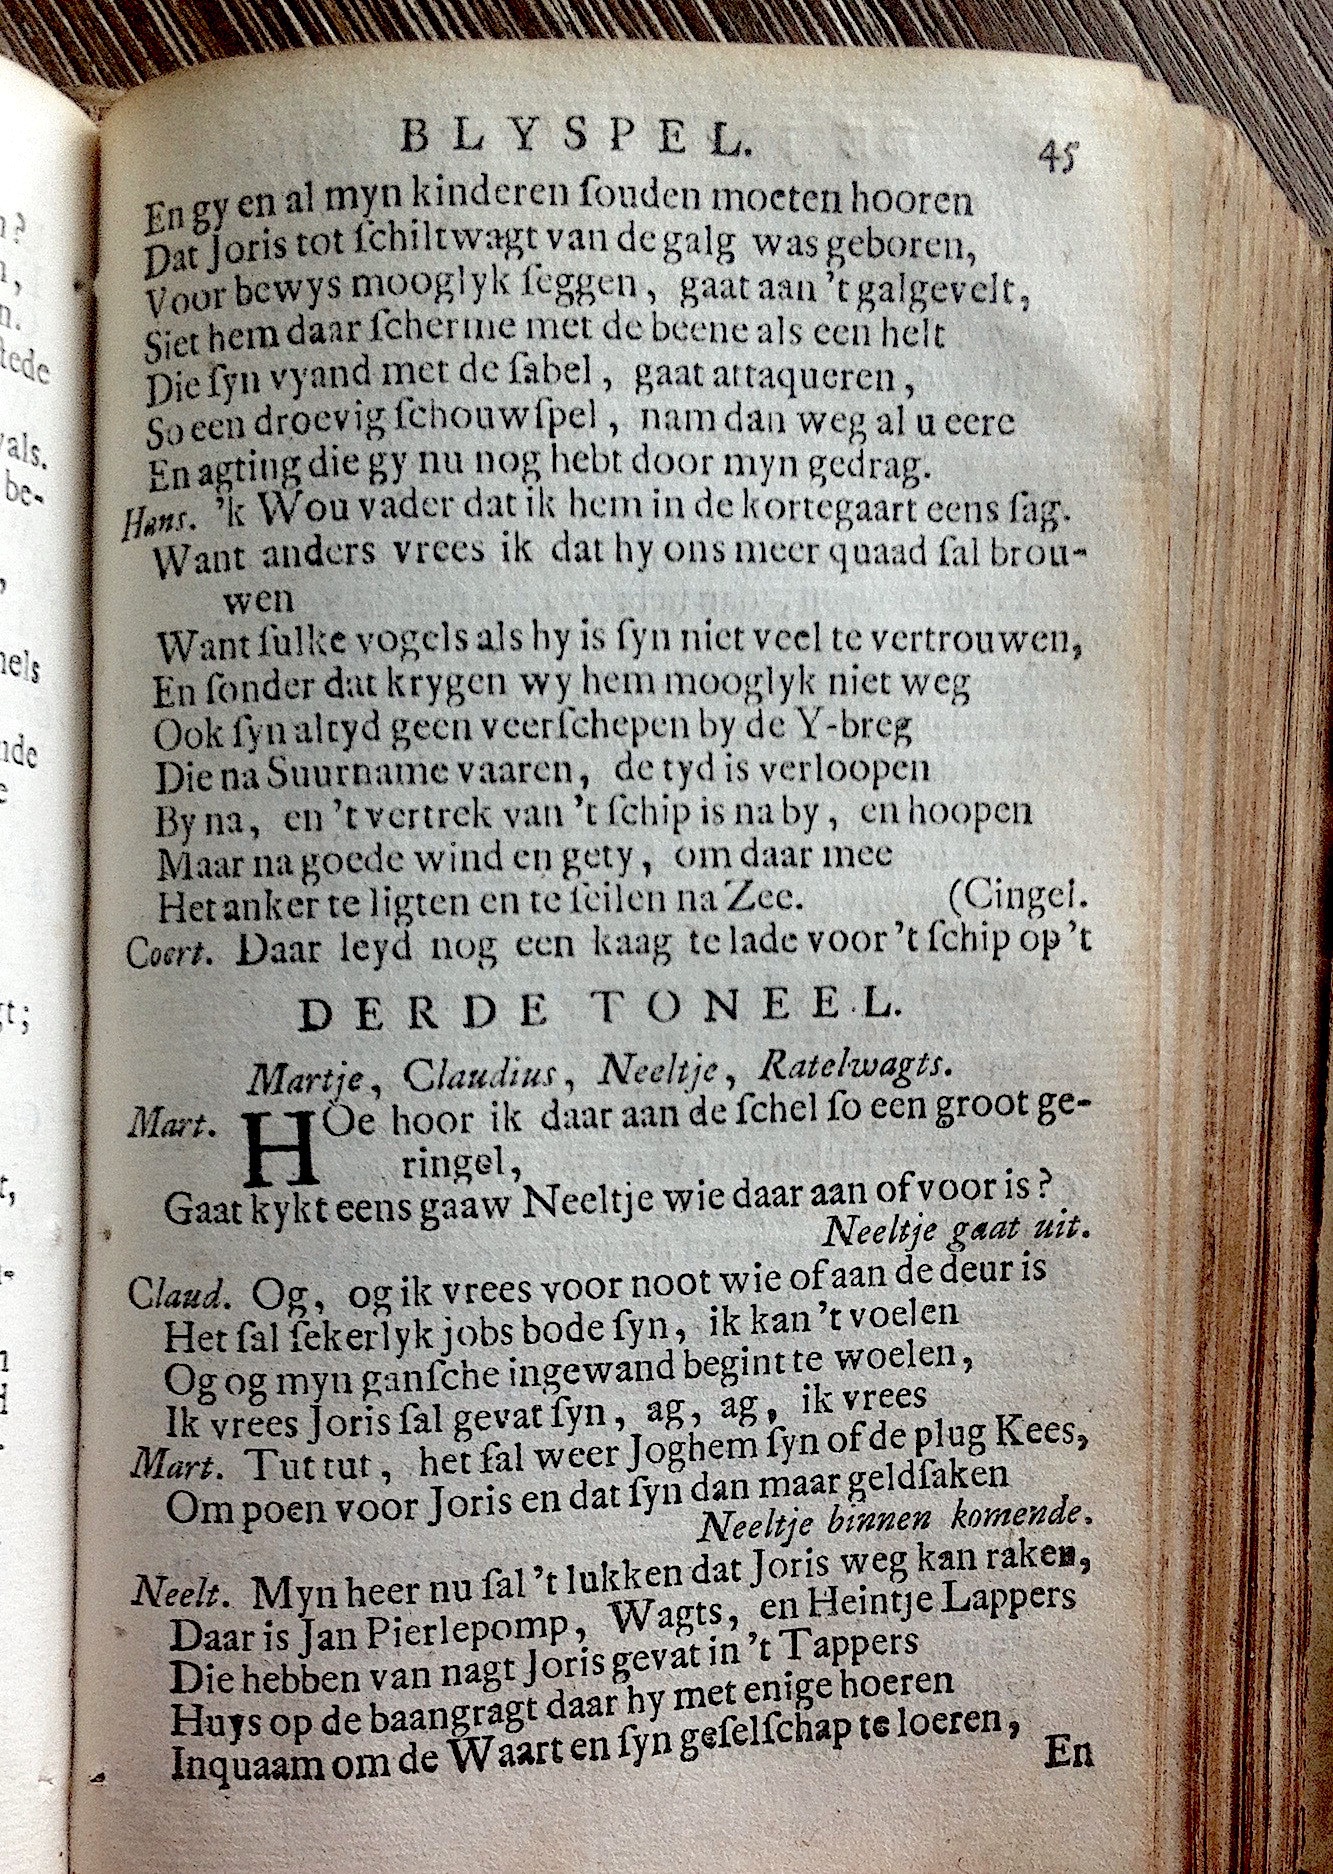 BLYSPEL. 45
En gy en al myn kinderen ſouden moeten hooren
Dat Joris tot ſchiltwagt van de galg was geboren,
Voor bewys mooglyk ſeggen, gaat aan 't galgevelt,
Siet hem daar ſcherme met de beene als een helt
Die ſyn vyand met de ſabel, gaat attaqueren,
So een droevig ſchouwſpel, nam dan weg al u eere
En agting die gy nu nog hebt door myn gedrag.
Hans. 'k Wou vader dat ik hem in de kortegaart eens ſag.
Want anders vrees ik dat hy ons meer quaad ſal brou-
wen
Want ſulke vogels als hy is ſyn niet veel te vertrouwen,
En ſonder dat krygen wy hem mooglyk niet weg
Ook ſyn altyd geen veerſchepen by de Y-breg
Die na Suurname vaaren, de tyd is verloopen
By na, en 't vertrek van 't ſchip is na by, en hoopen
Maar na goede wind en gety, om daar mee
Het anker te ligten en te ſeilen na Zee. (Cingel.
Coert. Daar leyd nog een kaag te lade voor 't ſchip op 't
DERDE TONEEL.
Martje, Claudius, Neeltje, Ratelwagts.
Mart. HOe hoor ik daar aan de ſchel ſo een groot ge-
ringel,
Gaat kykt eens gaaw Neeltje wie daar aan of voor is?
Neeltje gaat uit.
Claud. Og, og ik vrees voor noot wie of aan de deur is
Het ſal ſekerlyk jobs bode ſyn, ik kan 't voelen
Og og myn ganſche ingewand begint te woelen,
Ik vrees Joris ſal gevat ſyn, ag, ag, ik vrees
Mart. Tut tut, het ſal weer Joghem ſyn of de plug Kees,
Om poen voor Joris en dat ſyn dan maar geldſaken
Neeltje binnen komende.
Neelt. Myn heer nu ſal 't lukken dat Joris weg kan raken,
Daar is Jan Pierlepomp, Wagts, en Heintje Lappers
Die hebben van nagt Joris gevat in 't Tappers
Huys op de baangragt daar hy met enige hoeren
Inquaam om de Waart en ſyn geſelſchap te loeren,
En